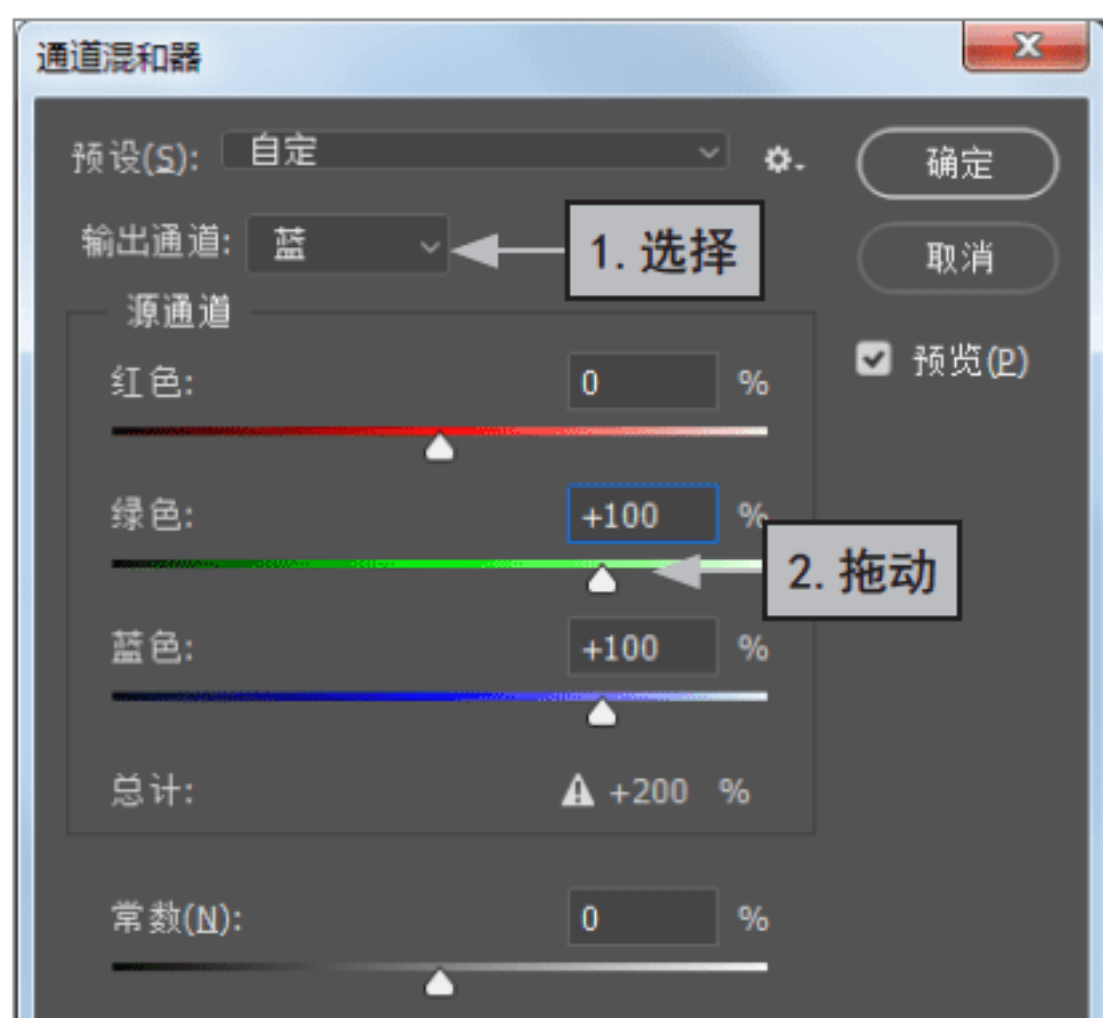 通道混和器
预设(S): 自定
确定
输出通道: 蓝
1. 选择
取消
源通道
预览(P)
红色: 0 %
绿色: +100 %
2. 拖动
蓝色: +100 %
总计: +200 %
常数(N): 0 %